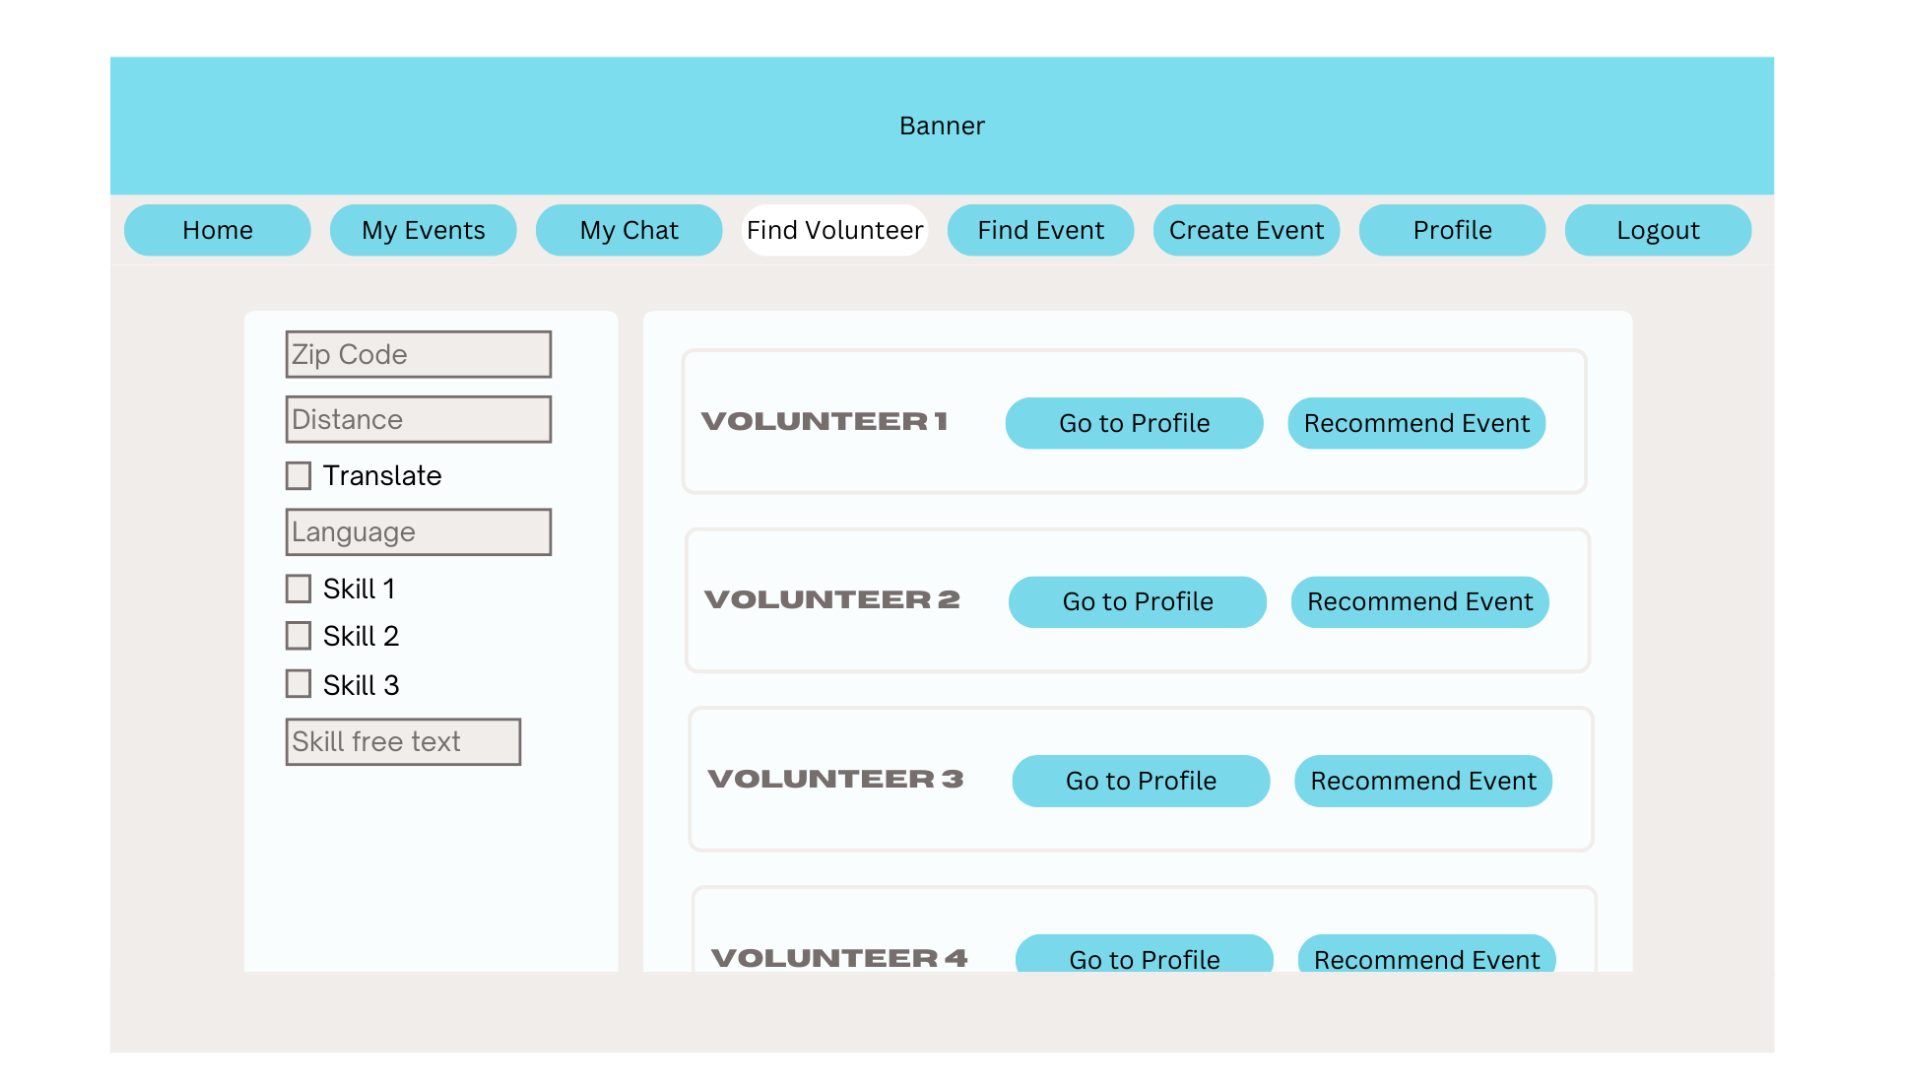 Banner
Home
My Events
My Chat
Find Volunteer
Find Event
Create Event
Profile
Logout
Zip Code
Distance
Translate
Language
Skill 1
Skill 2
Skill 3
Skill free text
VOLUNTEER 1
Go to Profile
Recommend Event
VOLUNTEER 2
Go to Profile
Recommend Event
VOLUNTEER 3
Go to Profile
Recommend Event
VOLUNTEER 4
Go to Profile
Recommend Event